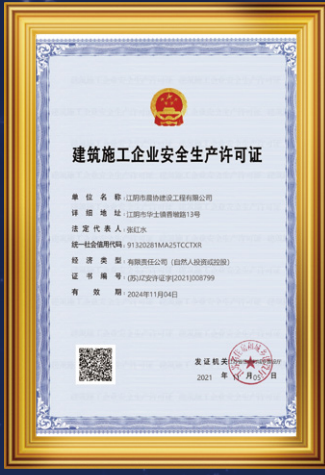 建筑施工企业安全生产许可证
单位名称:江阴市晨协建设工程有限公司
详细地址:江阴市华士镇香樟路13号
法定代表人:张红水
统一社会信用代码:91320281MA25TCCTXR
经济类型:有限责任公司（自然人投资或控股）
证书编号:(苏)JZ安许证字[2021]008799
有效期:2024年11月04日
发证机关:
2021 年 11月05日